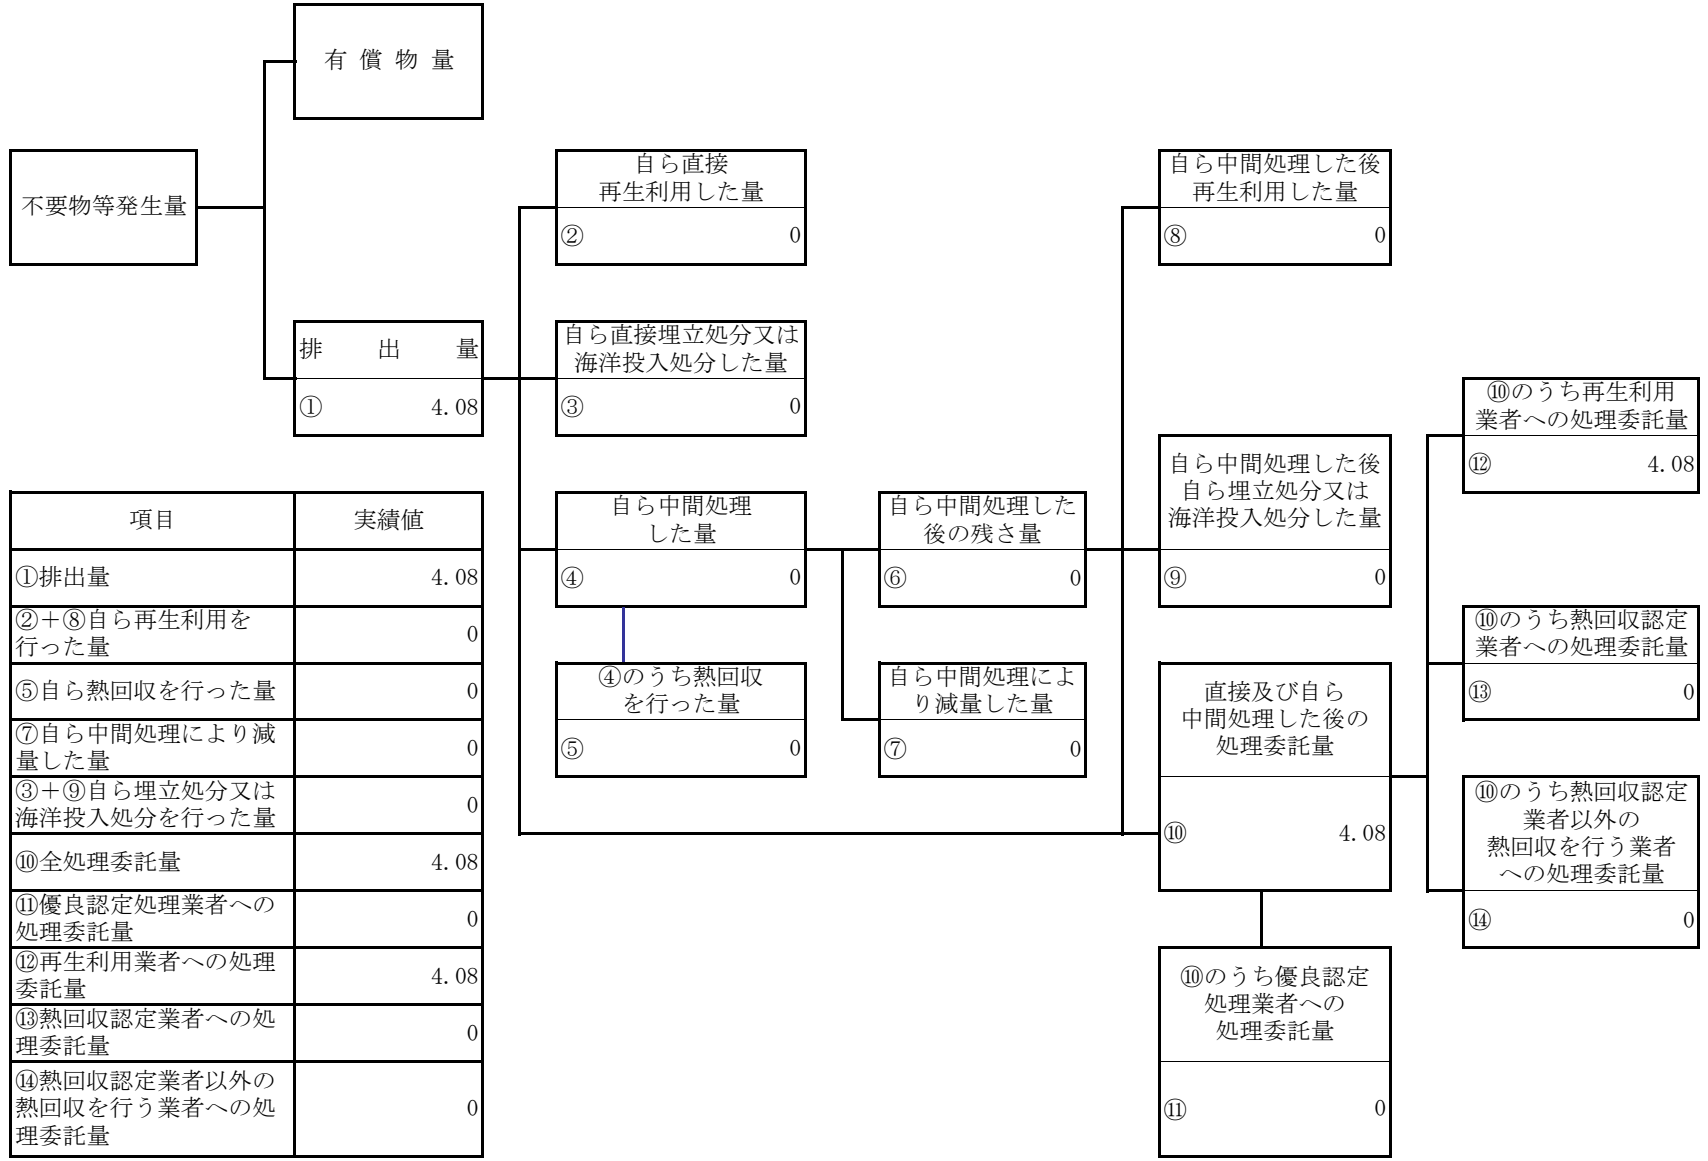 有 償 物 量
不要物等発生量
自ら直接
再生利用した量
② 0
自ら中間処理した後
再生利用した量
⑧ 0
排 出 量
① 4.08
自ら直接埋立処分又は
海洋投入処分した量
③ 0
⑩のうち再生利用
業者への処理委託量
⑫ 4.08
自ら中間処理
した量
④ 0
自ら中間処理した
後の残さ量
⑥ 0
自ら中間処理した後
自ら埋立処分又は
海洋投入処分した量
⑨ 0
⑩のうち熱回収認定
業者への処理委託量
⑬ 0
④のうち熱回収
を行った量
⑤ 0
自ら中間処理によ
り減量した量
⑦ 0
直接及び自ら
中間処理した後の
処理委託量
⑩ 4.08
⑩のうち熱回収認定
業者以外の
熱回収を行う業者
への処理委託量
⑭ 0
⑩のうち優良認定
処理業者への
処理委託量
⑪ 0
項目 実績値
①排出量 4.08
②＋⑧自ら再生利用を
行った量 0
⑤自ら熱回収を行った量 0
⑦自ら中間処理により減
量した量 0
③＋⑨自ら埋立処分又は
海洋投入処分を行った量 0
⑩全処理委託量 4.08
⑪優良認定処理業者への
処理委託量 0
⑫再生利用業者への処理
委託量 4.08
⑬熱回収認定業者への処
理委託量 0
⑭熱回収認定業者以外の
熱回収を行う業者への処
理委託量 0